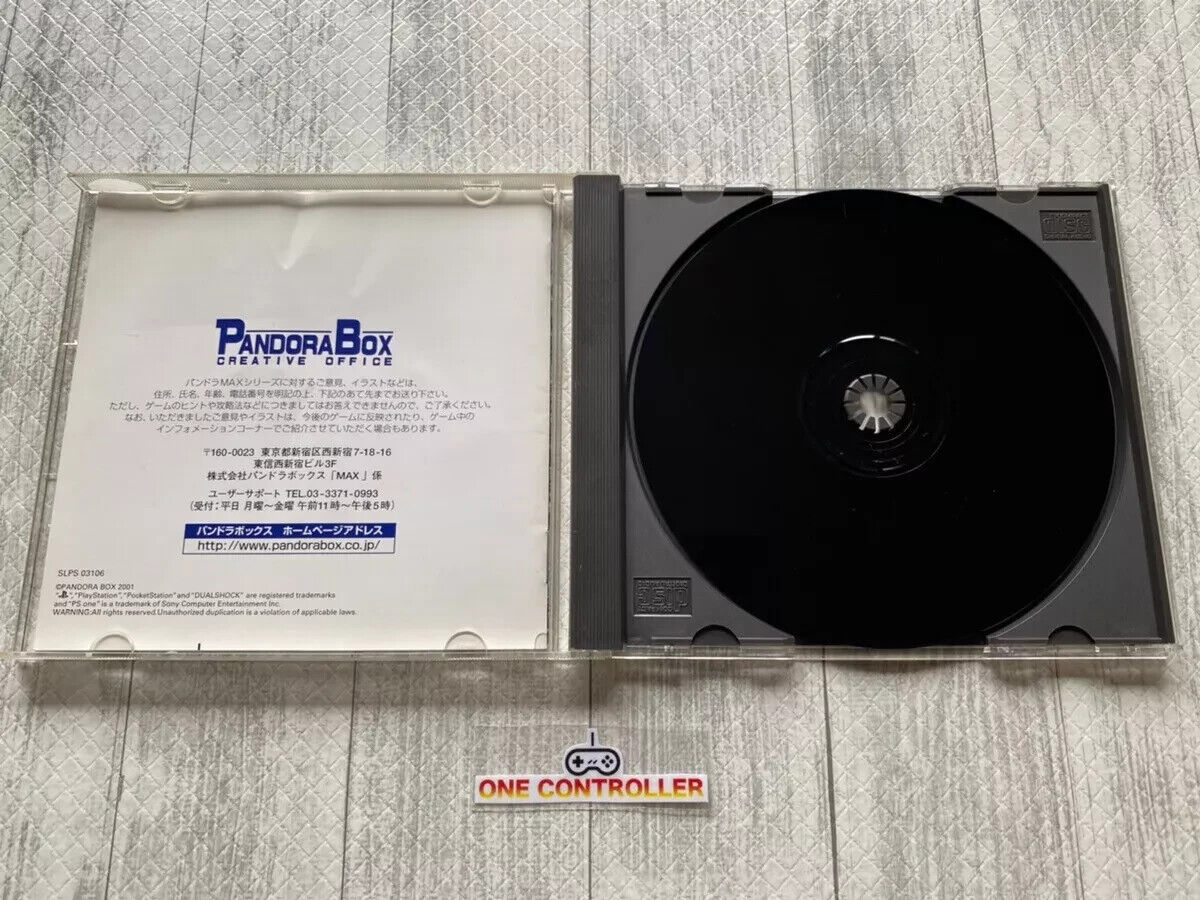 PANDORA BOX
CREATIVE OFFICE
パンドラMAXシリーズに対するご意見、イラストなどは、
住所、氏名、年齢、電話番号を明記の上、下記のあて先までお送り下さい。
ただし、ゲームのヒントや攻略法などにつきましてはお答えできませんので、ご了承ください。
なお、いただきましたご意見やイラストは、今後のゲームに反映されたり、ゲーム中の
インフォメーションコーナーでご紹介させていただく場合もあります。
〒160-0023 東京都新宿区西新宿7-18-16
東信西新宿ビル3F
株式会社パンドラボックス「MAX」係
ユーザーサポート TEL.03-3371-0993
(受付:平日 月曜〜金曜 午前11時〜午後5時)
パンドラボックス ホームページアドレス
http://www.pandorabox.co.jp/
SLPS 03106
©PANDORA BOX 2001
" ", "PlayStation", "PocketStation" and "DUALSHOCK" are registered trademarks
and "PS one" is a trademark of Sony Computer Entertainment Inc.
WARNING:All rights reserved.Unauthorized duplication is a violation of applicable laws.
disc
disc
ONE CONTROLLER